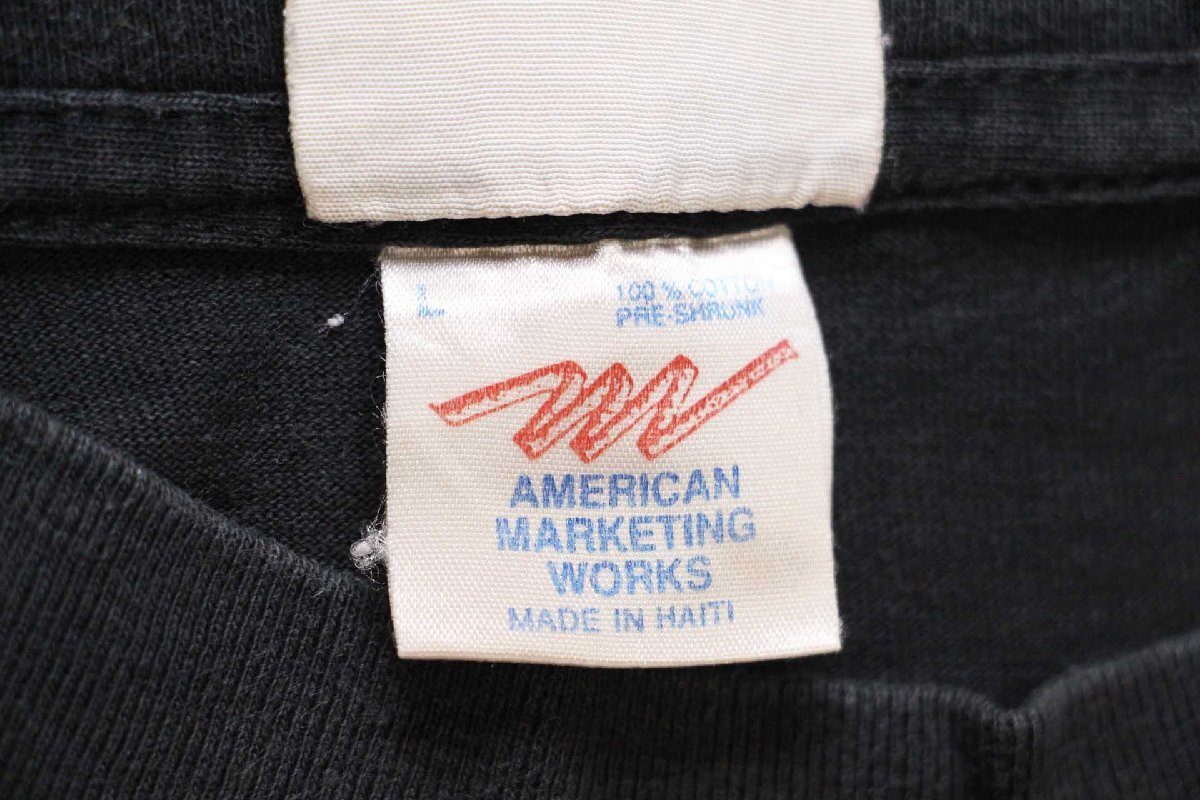 L
100 % COTTON
PRE-SHRUNK
AMERICAN
MARKETING
WORKS
MADE IN HAITI